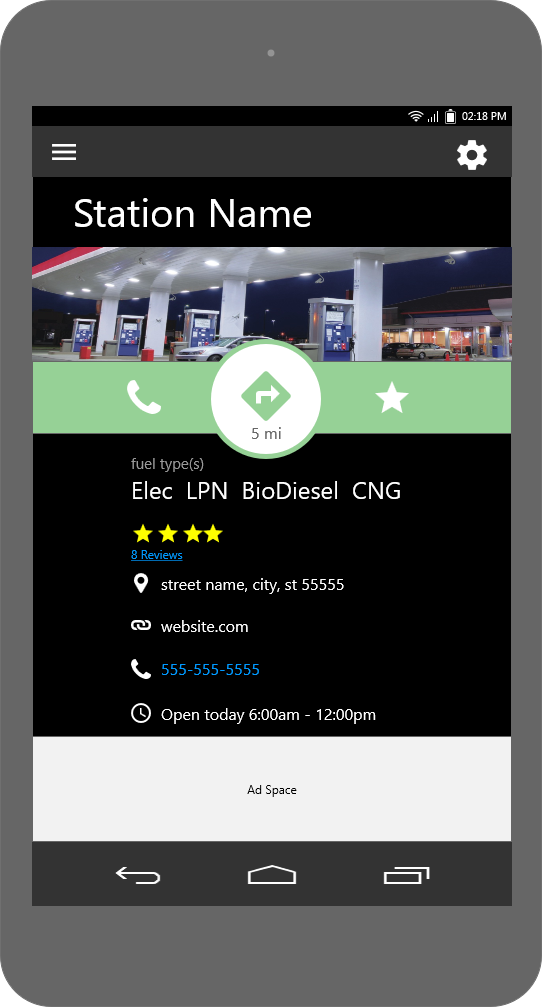 02:18 PM
Station Name
5 mi
fuel type(s)
Elec LPN BioDiesel CNG
8 Reviews
street name, city, st 55555
website.com
555-555-5555
Open today 6:00am - 12:00pm
Ad Space